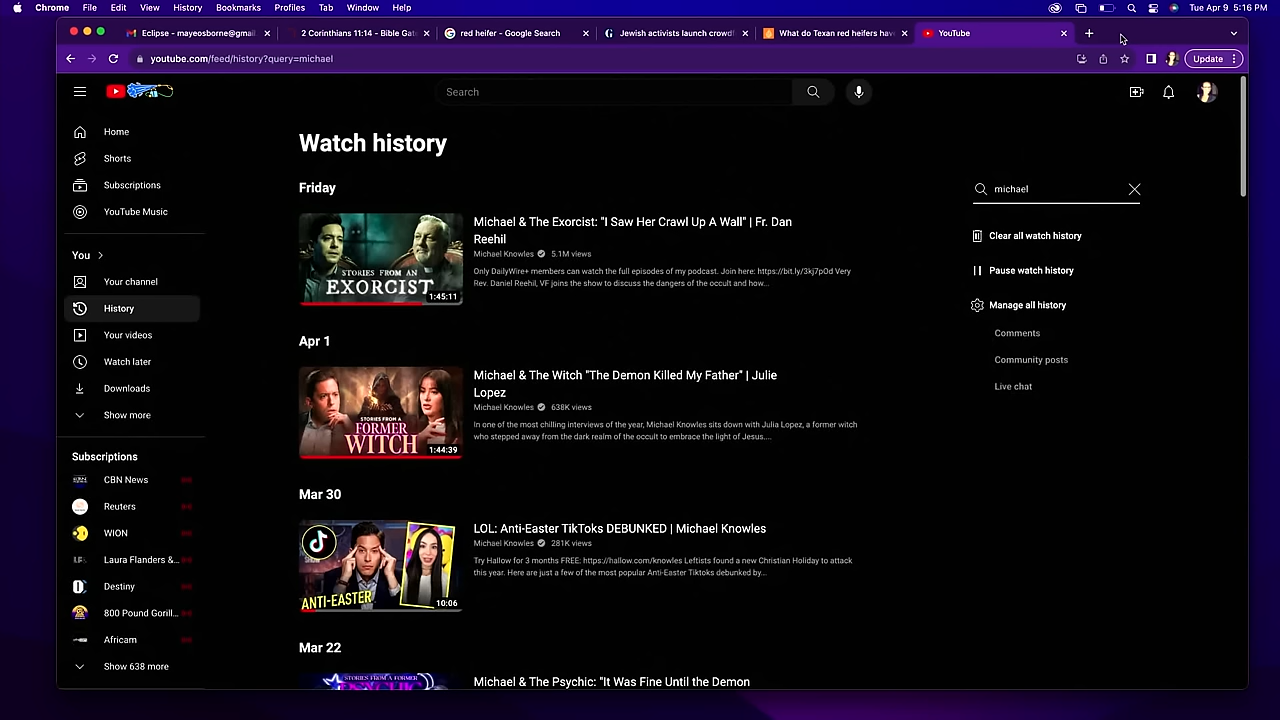 Chrome File Edit View History Bookmarks Profiles Tab Window Help
Tue Apr 9 5:16 PM
Eclipse - mayeosborne@gmail
2 Corinthians 11:14 - Bible Gate
red heifer - Google Search
Jewish activists launch crowdf
What do Texan red heifers have
YouTube
youtube.com/feed/history?query=michael
Update
Search
Home
Shorts
Subscriptions
YouTube Music
You
Your channel
History
Your videos
Watch later
Downloads
Show more
Subscriptions
CBN News
Reuters
WION
Laura Flanders &...
Destiny
800 Pound Gorill...
Africam
Show 638 more
Watch history
Friday
STORIES FROM AN
EXORCIST
1:45:11
Michael & The Exorcist: "I Saw Her Crawl Up A Wall" | Fr. Dan
Reehil
Michael Knowles 5.1M views
Only DailyWire+ members can watch the full episodes of my podcast. Join here: https://bit.ly/3kj7pOd Very
Rev. Daniel Reehil, VF joins the show to discuss the dangers of the occult and how...
Apr 1
STORIES FROM A
FORMER
WITCH
1:44:39
Michael & The Witch "The Demon Killed My Father" | Julie
Lopez
Michael Knowles 638K views
In one of the most chilling interviews of the year, Michael Knowles sits down with Julia Lopez, a former witch
who stepped away from the dark realm of the occult to embrace the light of Jesus....
Mar 30
ANTI-EASTER
10:06
LOL: Anti-Easter TikToks DEBUNKED | Michael Knowles
Michael Knowles 281K views
Try Hallow for 3 months FREE: https://hallow.com/knowles Leftists found a new Christian Holiday to attack
this year. Here are just a few of the most popular Anti-Easter Tiktoks debunked by...
Mar 22
STORIES FROM A FORMER
Michael & The Psychic: "It Was Fine Until the Demon
michael
Clear all watch history
Pause watch history
Manage all history
Comments
Community posts
Live chat